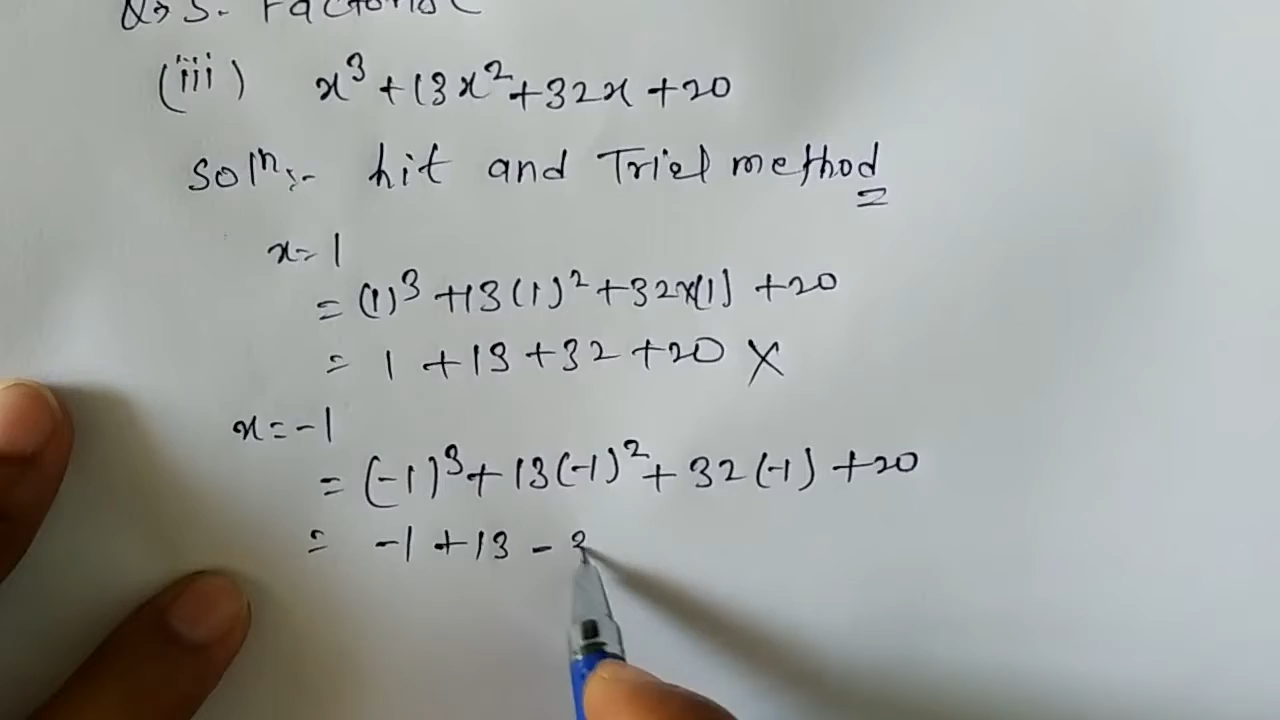 (iii) x³ + 13x² + 32x + 20
Solⁿ:- hit and Triel method
x = 1
= (1)³ + 13(1)² + 32×(1) + 20
= 1 + 13 + 32 + 20 ×
x = -1
= (-1)³ + 13(-1)² + 32(-1) + 20
= -1 + 13 - 3